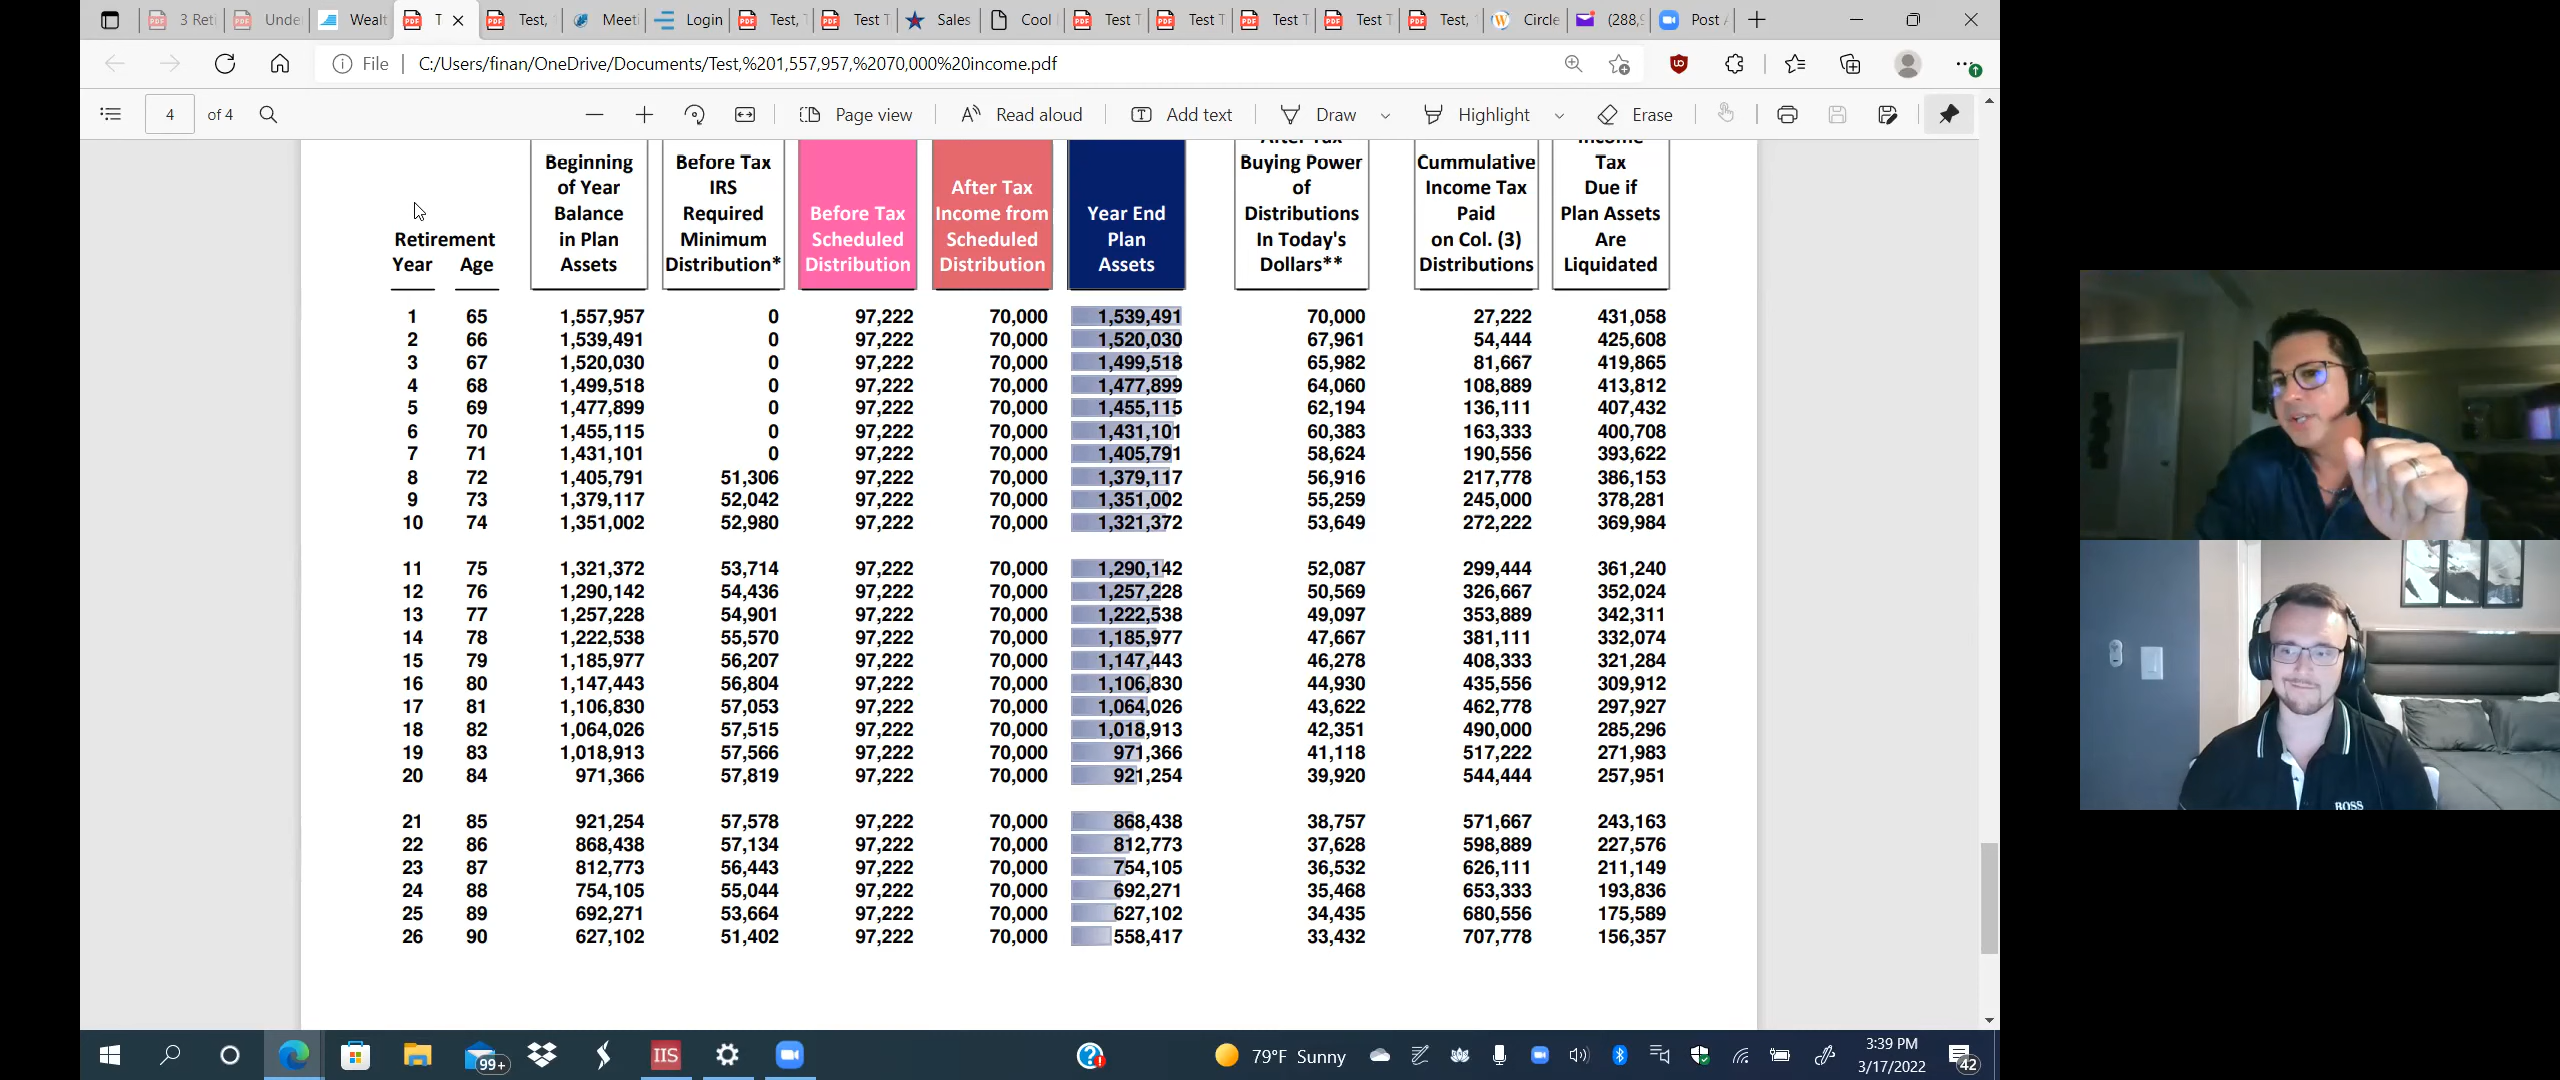 3 Reti
Unde
Wealt
T
Test,
Meeti
Login
Test,
Test T
Sales
Cool
Test T
Test T
Test T
Test T
Test,
Circle
(288,
Post
File
C:/Users/finan/OneDrive/Documents/Test,%201,557,957,%2070,000%20income.pdf
4 of 4
Page view
Read aloud
Add text
Draw
Highlight
Erase
Retirement
Year
Age
Beginning
of Year
Balance
in Plan
Assets
Before Tax
IRS
Required
Minimum
Distribution*
Before Tax
Scheduled
Distribution
After Tax
Income from
Scheduled
Distribution
Year End
Plan
Assets
After Tax
Buying Power
of
Distributions
In Today's
Dollars**
Cummulative
Income Tax
Paid
on Col. (3)
Distributions
Income
Tax
Due if
Plan Assets
Are
Liquidated
1 65 1,557,957 0 97,222 70,000 1,539,491 70,000 27,222 431,058
2 66 1,539,491 0 97,222 70,000 1,520,030 67,961 54,444 425,608
3 67 1,520,030 0 97,222 70,000 1,499,518 65,982 81,667 419,865
4 68 1,499,518 0 97,222 70,000 1,477,899 64,060 108,889 413,812
5 69 1,477,899 0 97,222 70,000 1,455,115 62,194 136,111 407,432
6 70 1,455,115 0 97,222 70,000 1,431,101 60,383 163,333 400,708
7 71 1,431,101 0 97,222 70,000 1,405,791 58,624 190,556 393,622
8 72 1,405,791 51,306 97,222 70,000 1,379,117 56,916 217,778 386,153
9 73 1,379,117 52,042 97,222 70,000 1,351,002 55,259 245,000 378,281
10 74 1,351,002 52,980 97,222 70,000 1,321,372 53,649 272,222 369,984
11 75 1,321,372 53,714 97,222 70,000 1,290,142 52,087 299,444 361,240
12 76 1,290,142 54,436 97,222 70,000 1,257,228 50,569 326,667 352,024
13 77 1,257,228 54,901 97,222 70,000 1,222,538 49,097 353,889 342,311
14 78 1,222,538 55,570 97,222 70,000 1,185,977 47,667 381,111 332,074
15 79 1,185,977 56,207 97,222 70,000 1,147,443 46,278 408,333 321,284
16 80 1,147,443 56,804 97,222 70,000 1,106,830 44,930 435,556 309,912
17 81 1,106,830 57,053 97,222 70,000 1,064,026 43,622 462,778 297,927
18 82 1,064,026 57,515 97,222 70,000 1,018,913 42,351 490,000 285,296
19 83 1,018,913 57,566 97,222 70,000 971,366 41,118 517,222 271,983
20 84 971,366 57,819 97,222 70,000 921,254 39,920 544,444 257,951
21 85 921,254 57,578 97,222 70,000 868,438 38,757 571,667 243,163
22 86 868,438 57,134 97,222 70,000 812,773 37,628 598,889 227,576
23 87 812,773 56,443 97,222 70,000 754,105 36,532 626,111 211,149
24 88 754,105 55,044 97,222 70,000 692,271 35,468 653,333 193,836
25 89 692,271 53,664 97,222 70,000 627,102 34,435 680,556 175,589
26 90 627,102 51,402 97,222 70,000 558,417 33,432 707,778 156,357
BOSS
99+
IIS
79°F Sunny
3:39 PM
3/17/2022
42